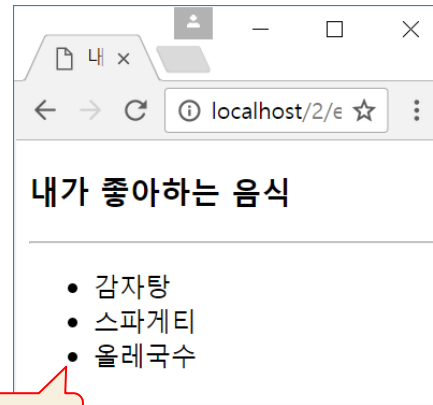 내
localhost/2/e
내가 좋아하는 음식
감자탕
스파게티
올레국수